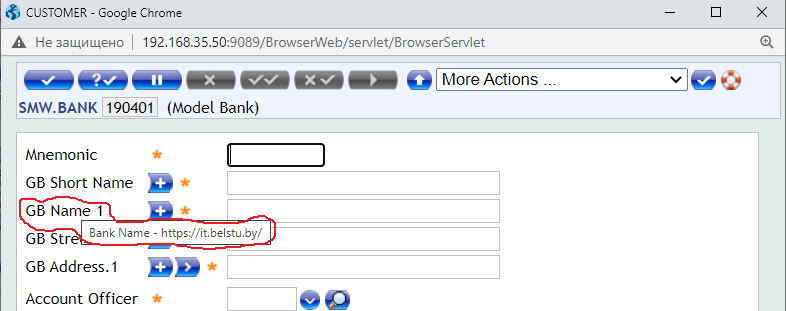 CUSTOMER - Google Chrome
Не защищено 192.168.35.50:9089/BrowserWeb/servlet/BrowserServlet
More Actions ...
SMW.BANK 190401 (Model Bank)
Mnemonic *
GB Short Name + *
GB Name 1 + *
Bank Name - https://it.belstu.by/
GB Stre
GB Address.1 + *
Account Officer *